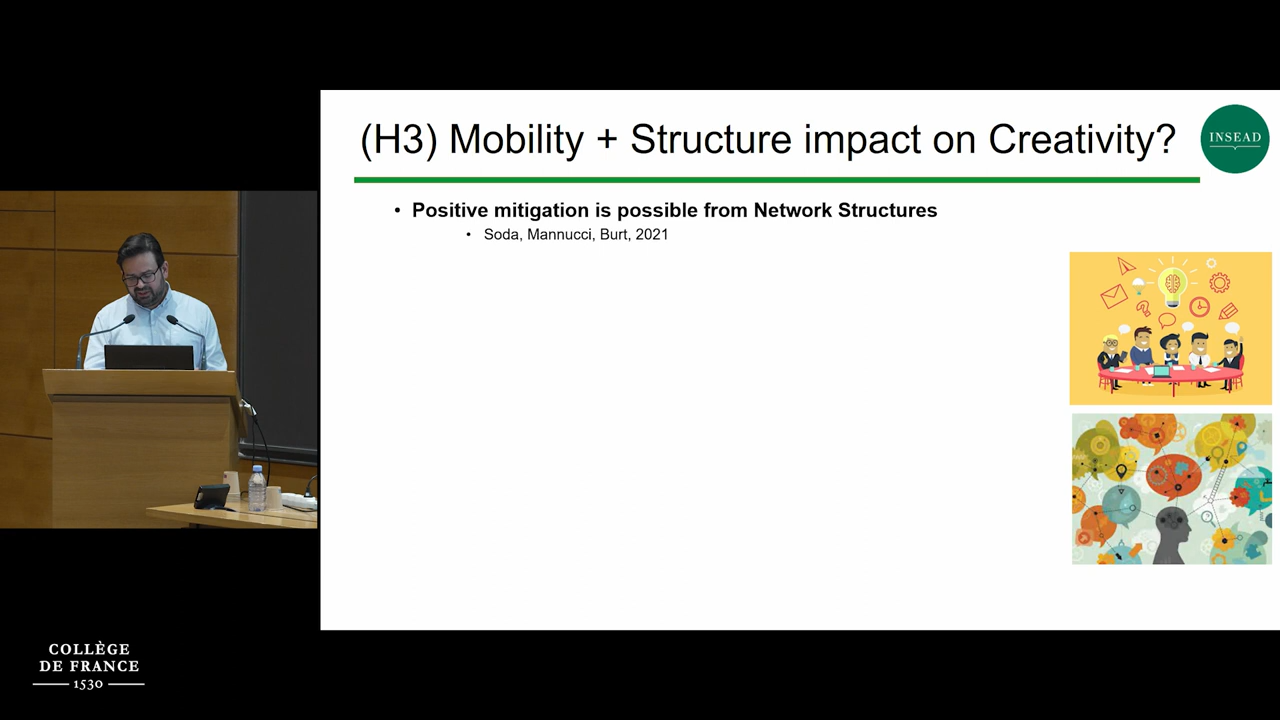 (H3) Mobility + Structure impact on Creativity?
INSEAD
• Positive mitigation is possible from Network Structures
• Soda, Mannucci, Burt, 2021
COLLÈGE
DE FRANCE
1530